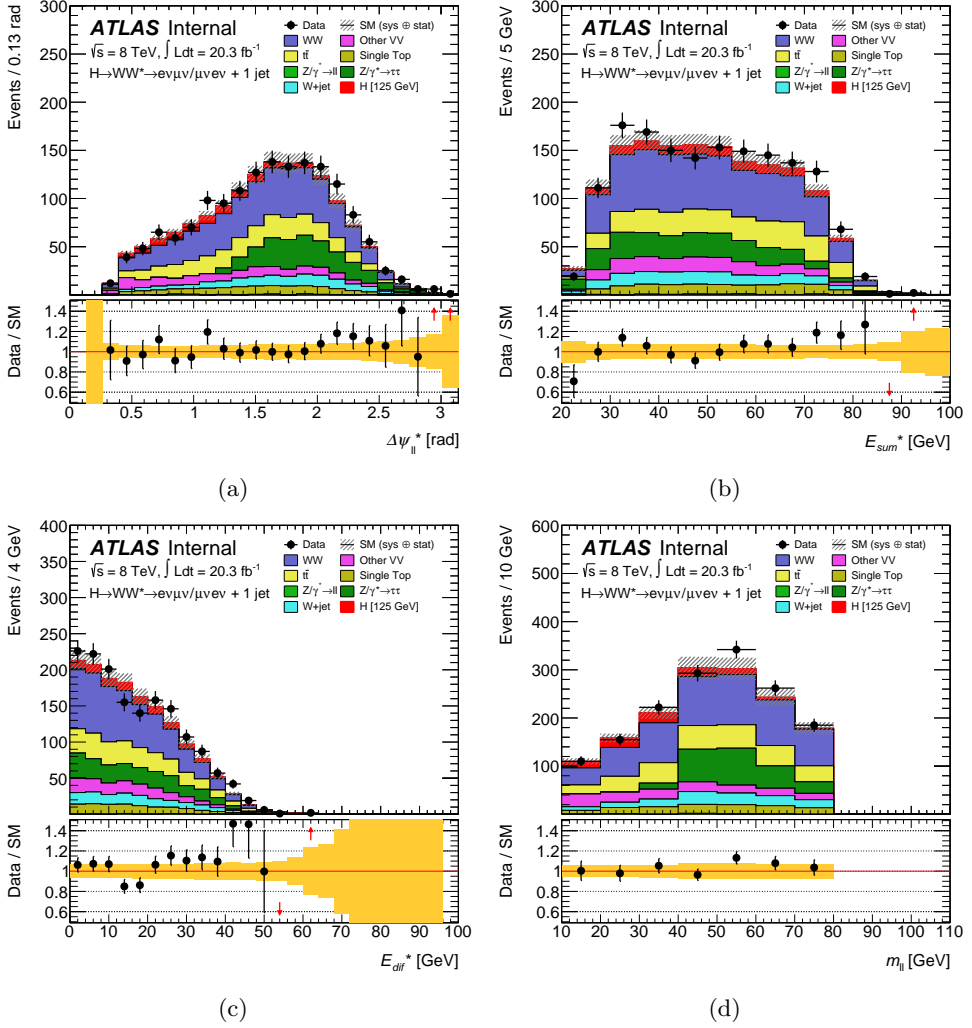 Events / 0.13 rad
300
250
200
150
100
50
ATLAS Internal
√s = 8 TeV, ∫ Ldt = 20.3 fb⁻¹
H→WW*→eνμν/μνeν + 1 jet
Data
SM (sys ⊕ stat)
WW
Other VV
tt̄
Single Top
Z/γ*→ll
Z/γ*→ττ
W+jet
H [125 GeV]
Data / SM
1.4
1.2
1
0.8
0.6
0 0.5 1 1.5 2 2.5 3
Δψ_ll* [rad]
(a)
Events / 5 GeV
300
250
200
150
100
50
ATLAS Internal
√s = 8 TeV, ∫ Ldt = 20.3 fb⁻¹
H→WW*→eνμν/μνeν + 1 jet
Data
SM (sys ⊕ stat)
WW
Other VV
tt̄
Single Top
Z/γ*→ll
Z/γ*→ττ
W+jet
H [125 GeV]
Data / SM
1.4
1.2
1
0.8
0.6
20 30 40 50 60 70 80 90 100
E_sum* [GeV]
(b)
Events / 4 GeV
400
350
300
250
200
150
100
50
ATLAS Internal
√s = 8 TeV, ∫ Ldt = 20.3 fb⁻¹
H→WW*→eνμν/μνeν + 1 jet
Data
SM (sys ⊕ stat)
WW
Other VV
tt̄
Single Top
Z/γ*→ll
Z/γ*→ττ
W+jet
H [125 GeV]
Data / SM
1.4
1.2
1
0.8
0.6
0 10 20 30 40 50 60 70 80 90 100
E_dif* [GeV]
(c)
Events / 10 GeV
600
500
400
300
200
100
ATLAS Internal
√s = 8 TeV, ∫ Ldt = 20.3 fb⁻¹
H→WW*→eνμν/μνeν + 1 jet
Data
SM (sys ⊕ stat)
WW
Other VV
tt̄
Single Top
Z/γ*→ll
Z/γ*→ττ
W+jet
H [125 GeV]
Data / SM
1.4
1.2
1
0.8
0.6
10 20 30 40 50 60 70 80 90 100 110
m_ll [GeV]
(d)